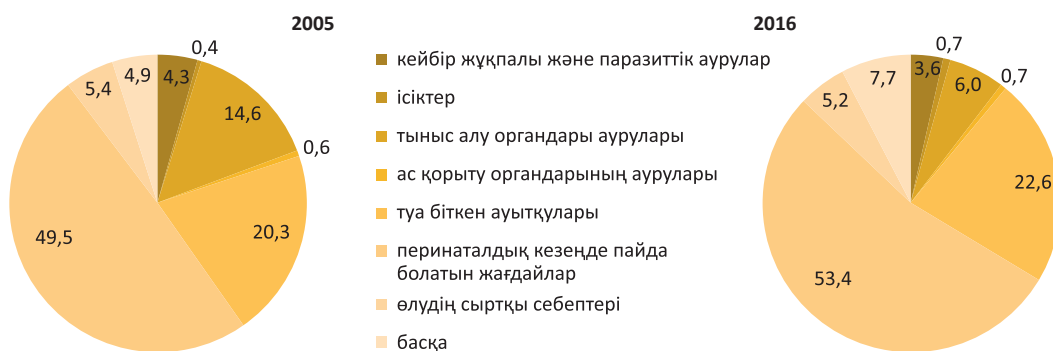 2005
4,3
0,4
14,6
0,6
20,3
49,5
5,4
4,9
кейбір жұқпалы және паразиттік аурулар
ісіктер
тыныс алу органдары аурулары
ас қорыту органдарының аурулары
туа біткен ауытқулары
перинаталдық кезеңде пайда
болатын жағдайлар
өлудің сыртқы себептері
басқа
2016
3,6
0,7
6,0
0,7
22,6
53,4
5,2
7,7